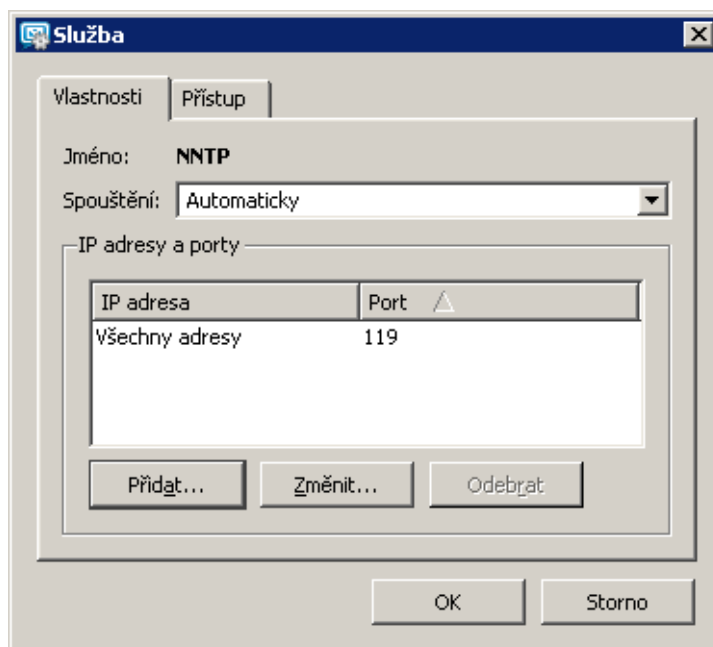 Služba
Vlastnosti Přístup
Jméno: NNTP
Spouštění: Automaticky
IP adresy a porty
IP adresa Port
Všechny adresy 119
Přidat... Změnit... Odebrat
OK Storno